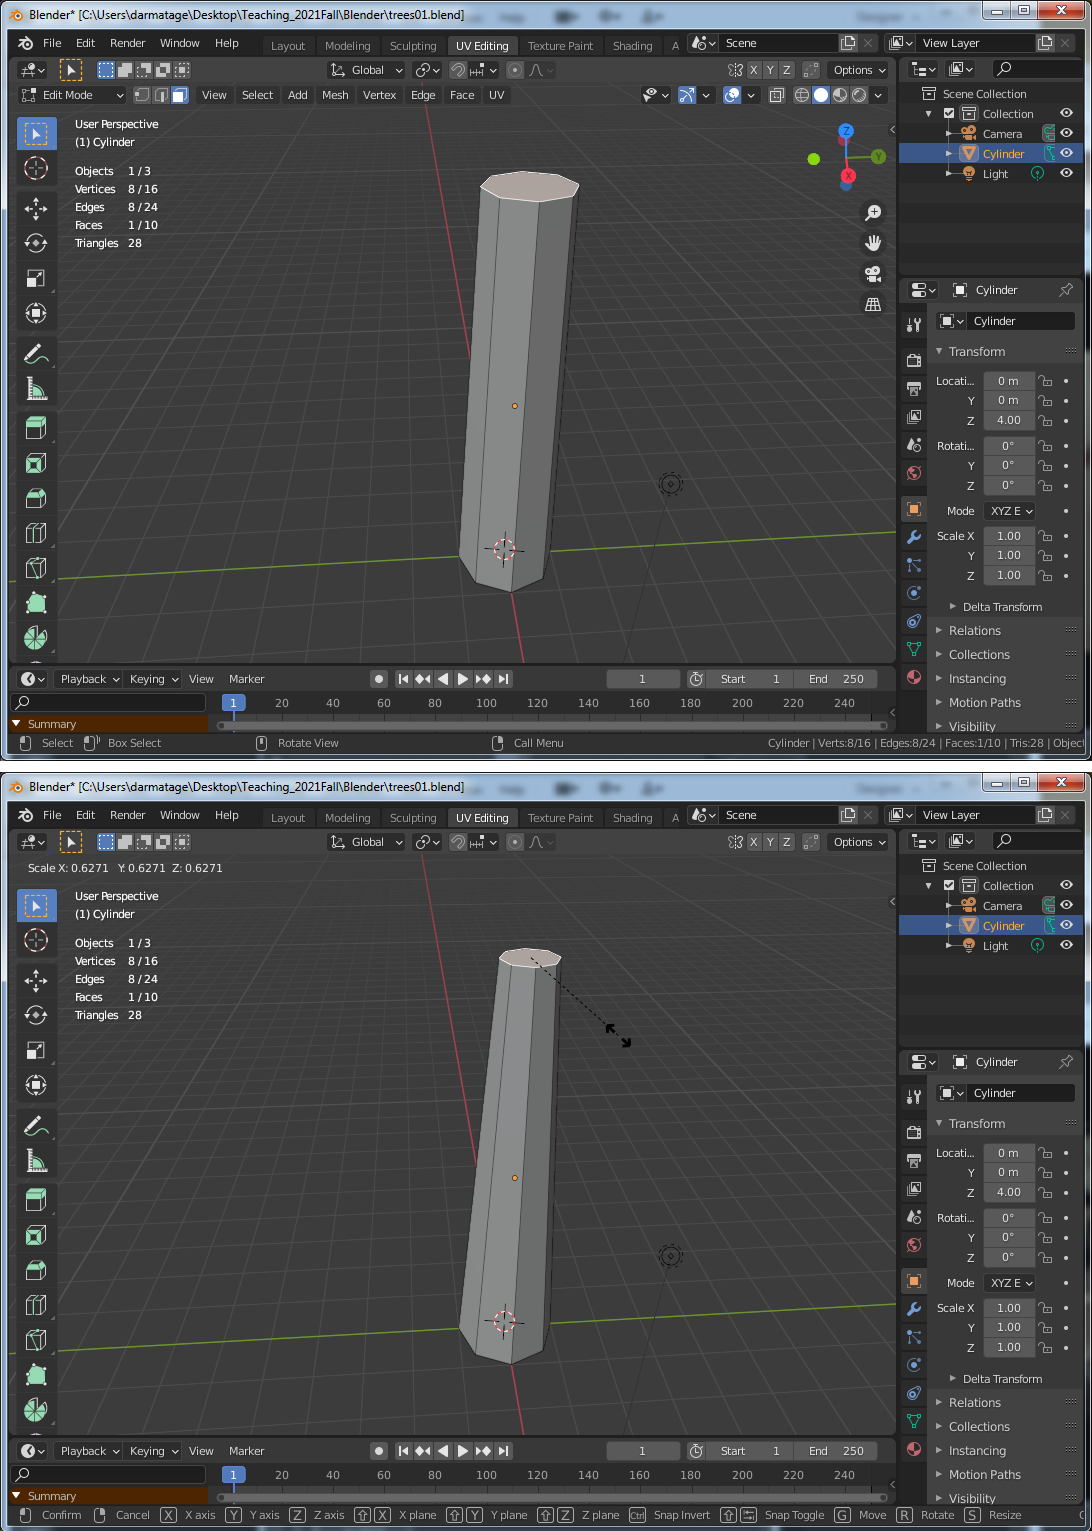 Blender* [C:\Users\darmatage\Desktop\Teaching_2021Fall\Blender\trees01.blend]
File Edit Render Window Help Layout Modeling Sculpting UV Editing Texture Paint Shading A Scene View Layer
Global X Y Z Options
Edit Mode View Select Add Mesh Vertex Edge Face UV
User Perspective
(1) Cylinder
Objects 1 / 3
Vertices 8 / 16
Edges 8 / 24
Faces 1 / 10
Triangles 28
Z
Y
X
Scene Collection
Collection
Camera
Cylinder
Light
Cylinder
Cylinder
Transform
Locati... 0 m
Y 0 m
Z 4.00
Rotati... 0°
Y 0°
Z 0°
Mode XYZ E
Scale X 1.00
Y 1.00
Z 1.00
Delta Transform
Relations
Collections
Instancing
Motion Paths
Visibility
Playback Keying View Marker 1 Start 1 End 250
1 20 40 60 80 100 120 140 160 180 200 220 240
Summary
Select Box Select Rotate View Call Menu Cylinder | Verts:8/16 | Edges:8/24 | Faces:1/10 | Tris:28 | Object
Blender* [C:\Users\darmatage\Desktop\Teaching_2021Fall\Blender\trees01.blend]
File Edit Render Window Help Layout Modeling Sculpting UV Editing Texture Paint Shading A Scene View Layer
Global X Y Z Options
Scale X: 0.6271 Y: 0.6271 Z: 0.6271
User Perspective
(1) Cylinder
Objects 1 / 3
Vertices 8 / 16
Edges 8 / 24
Faces 1 / 10
Triangles 28
Scene Collection
Collection
Camera
Cylinder
Light
Cylinder
Cylinder
Transform
Locati... 0 m
Y 0 m
Z 4.00
Rotati... 0°
Y 0°
Z 0°
Mode XYZ E
Scale X 1.00
Y 1.00
Z 1.00
Delta Transform
Relations
Collections
Instancing
Motion Paths
Visibility
Playback Keying View Marker 1 Start 1 End 250
1 20 40 60 80 100 120 140 160 180 200 220 240
Summary
Confirm Cancel X X axis Y Y axis Z Z axis X X plane Y Y plane Z Z plane Ctrl Snap Invert Snap Toggle G Move R Rotate S Resize